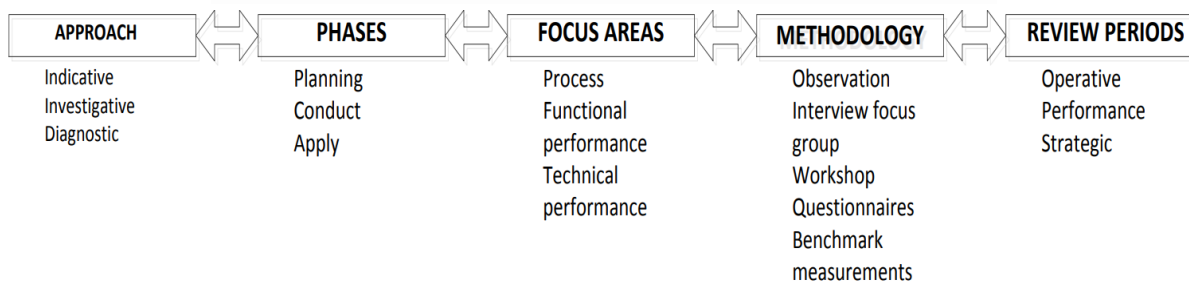 APPROACH
Indicative
Investigative
Diagnostic
PHASES
Planning
Conduct
Apply
FOCUS AREAS
Process
Functional
performance
Technical
performance
METHODOLOGY
Observation
Interview focus
group
Workshop
Questionnaires
Benchmark
measurements
REVIEW PERIODS
Operative
Performance
Strategic